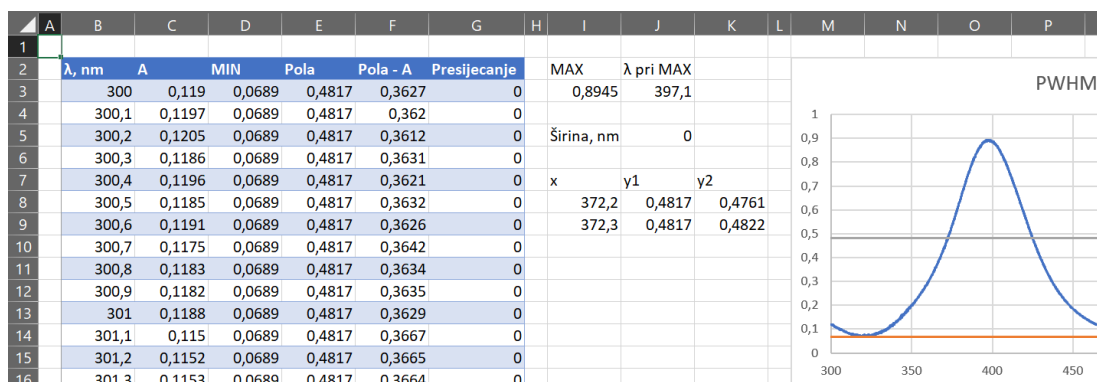 A B C D E F G H I J K L M N O P
1
2 λ, nm A MIN Pola Pola - A Presijecanje MAX λ pri MAX
3 300 0,119 0,0689 0,4817 0,3627 0 0,8945 397,1
4 300,1 0,1197 0,0689 0,4817 0,362 0
5 300,2 0,1205 0,0689 0,4817 0,3612 0 Širina, nm 0
6 300,3 0,1186 0,0689 0,4817 0,3631 0
7 300,4 0,1196 0,0689 0,4817 0,3621 0 x y1 y2
8 300,5 0,1185 0,0689 0,4817 0,3632 0 372,2 0,4817 0,4761
9 300,6 0,1191 0,0689 0,4817 0,3626 0 372,3 0,4817 0,4822
10 300,7 0,1175 0,0689 0,4817 0,3642 0
11 300,8 0,1183 0,0689 0,4817 0,3634 0
12 300,9 0,1182 0,0689 0,4817 0,3635 0
13 301 0,1188 0,0689 0,4817 0,3629 0
14 301,1 0,115 0,0689 0,4817 0,3667 0
15 301,2 0,1152 0,0689 0,4817 0,3665 0
16 301,3 0,1153 0,0689 0,4817 0,3664 0
PWHM
1
0,9
0,8
0,7
0,6
0,5
0,4
0,3
0,2
0,1
0
300 350 400 450